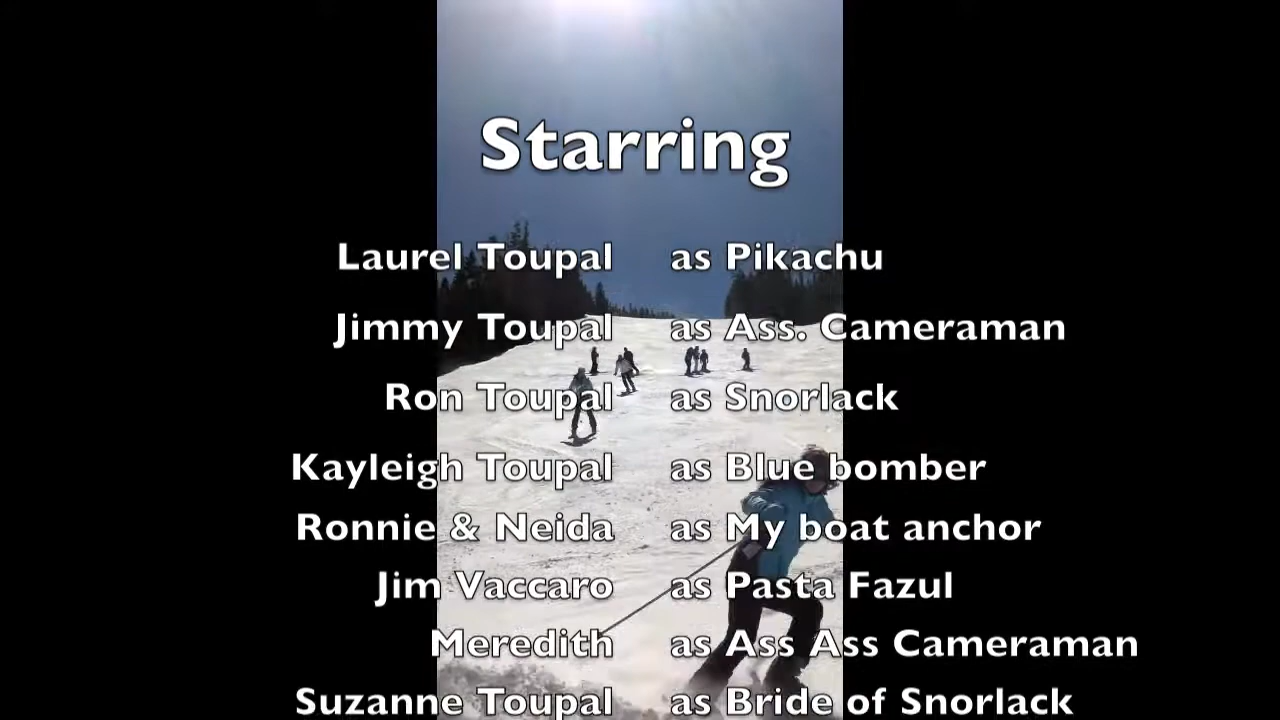 Starring
Laurel Toupal as Pikachu
Jimmy Toupal as Ass. Cameraman
Ron Toupal as Snorlack
Kayleigh Toupal as Blue bomber
Ronnie & Neida as My boat anchor
Jim Vaccaro as Pasta Fazul
Meredith as Ass Ass Cameraman
Suzanne Toupal as Bride of Snorlack